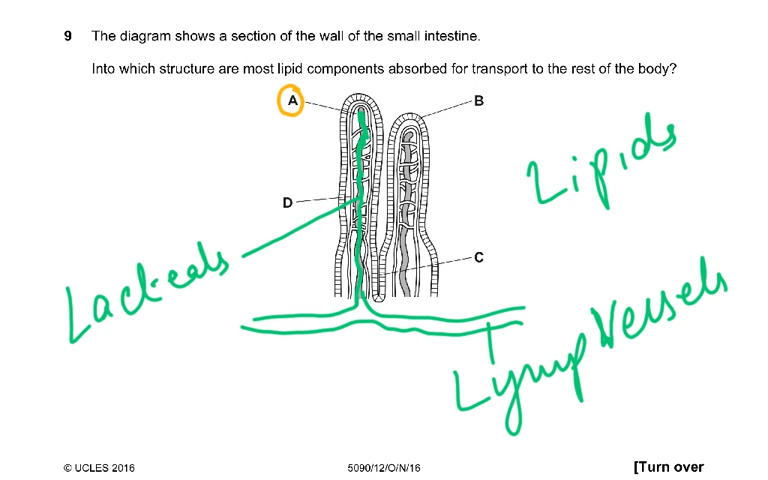 9 The diagram shows a section of the wall of the small intestine.
Into which structure are most lipid components absorbed for transport to the rest of the body?
A
B
Lipids
D
Lacteals
C
Lymp Vessels
© UCLES 2016 5090/12/O/N/16 [Turn over